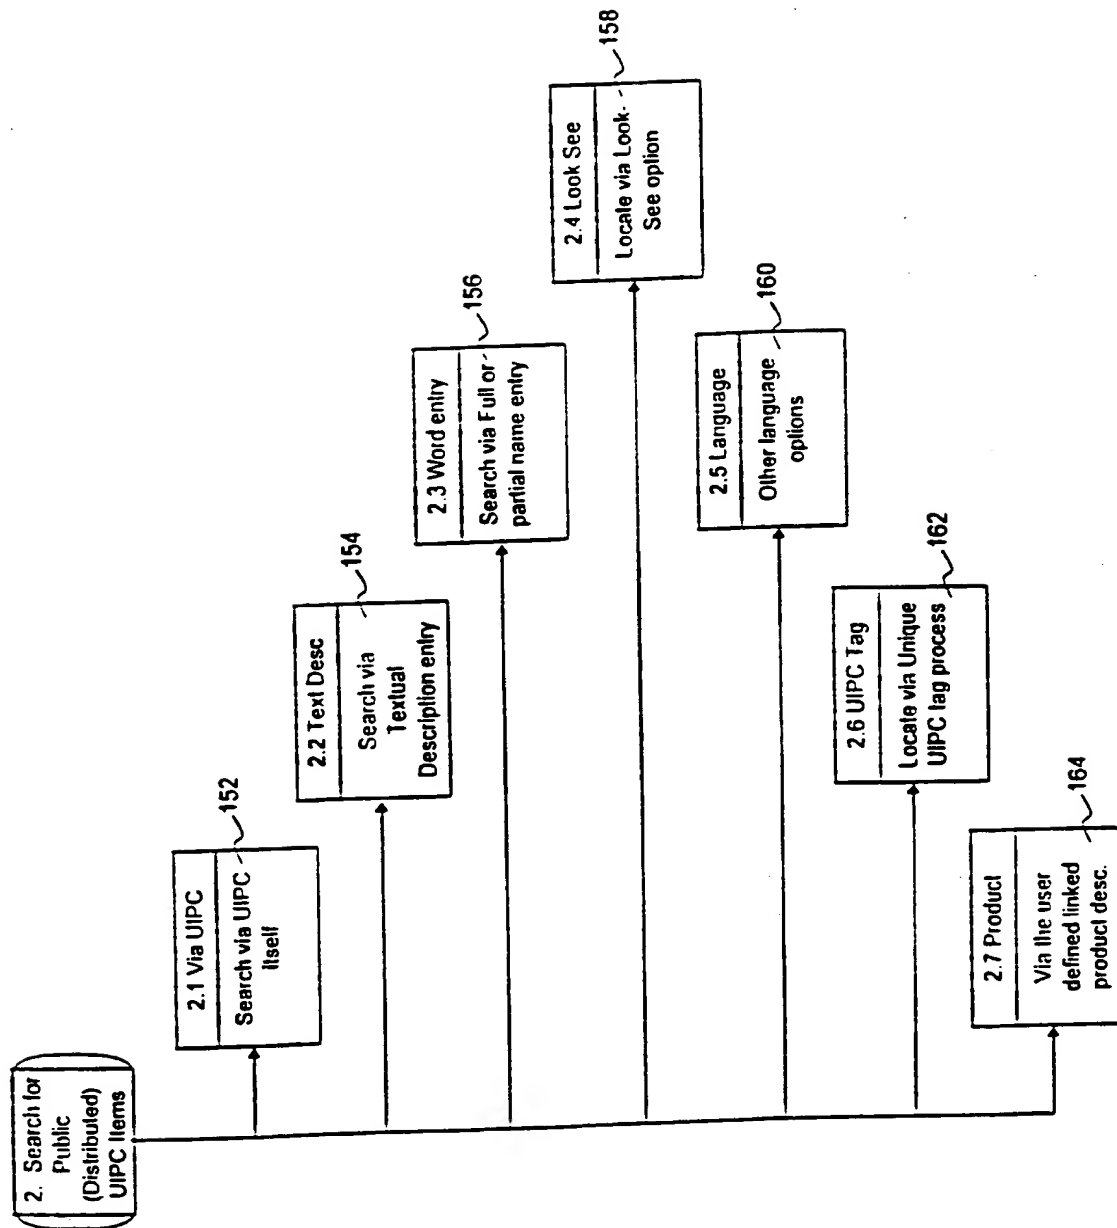 2. Search for
Public
(Distributed)
UIPC Items
2.1 Via UIPC
Search via UIPC
Itself
152
2.2 Text Desc
Search via
Textual
Description entry
154
2.3 Word entry
Search via Full or
partial name entry
156
2.4 Look See
Locate via Look-
See option
158
2.5 Language
Other language
options
160
2.6 UIPC Tag
Locate via Unique
UIPC tag process
162
2.7 Product
Via the user
defined linked
product desc.
164